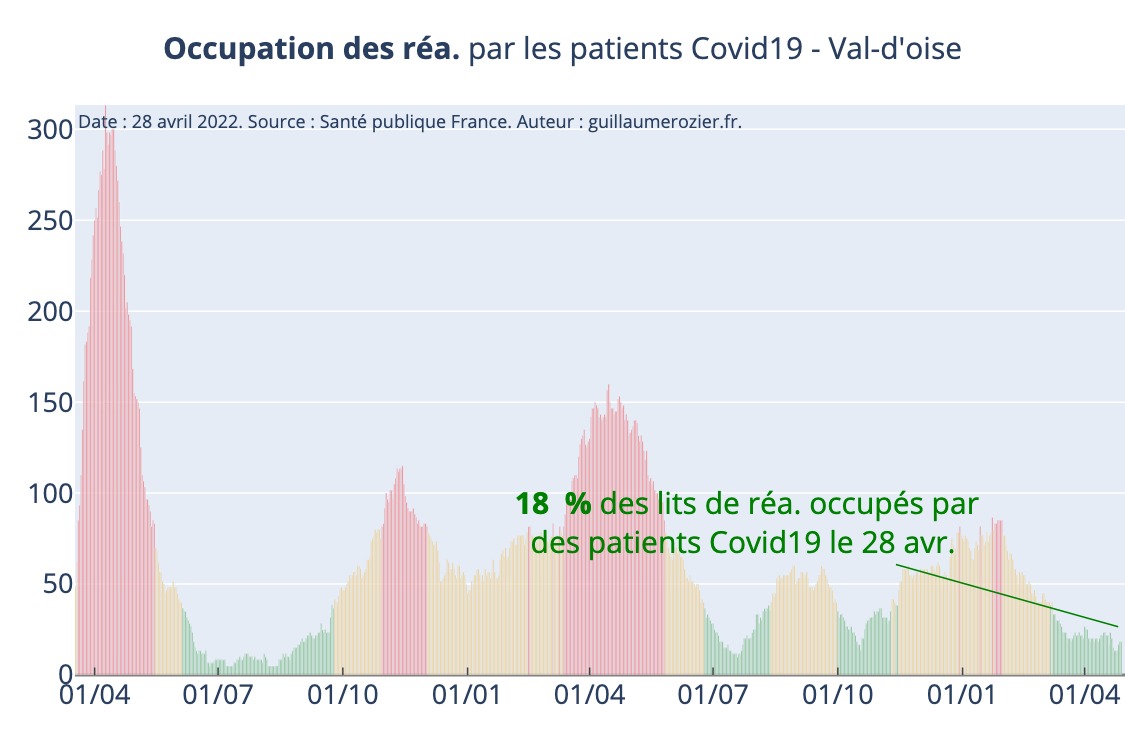 Occupation des réa. par les patients Covid19 - Val-d'oise
Date : 28 avril 2022. Source : Santé publique France. Auteur : guillaumerozier.fr.
300
250
200
150
100
50
0
18 % des lits de réa. occupés par
des patients Covid19 le 28 avr.
01/04 01/07 01/10 01/01 01/04 01/07 01/10 01/01 01/04